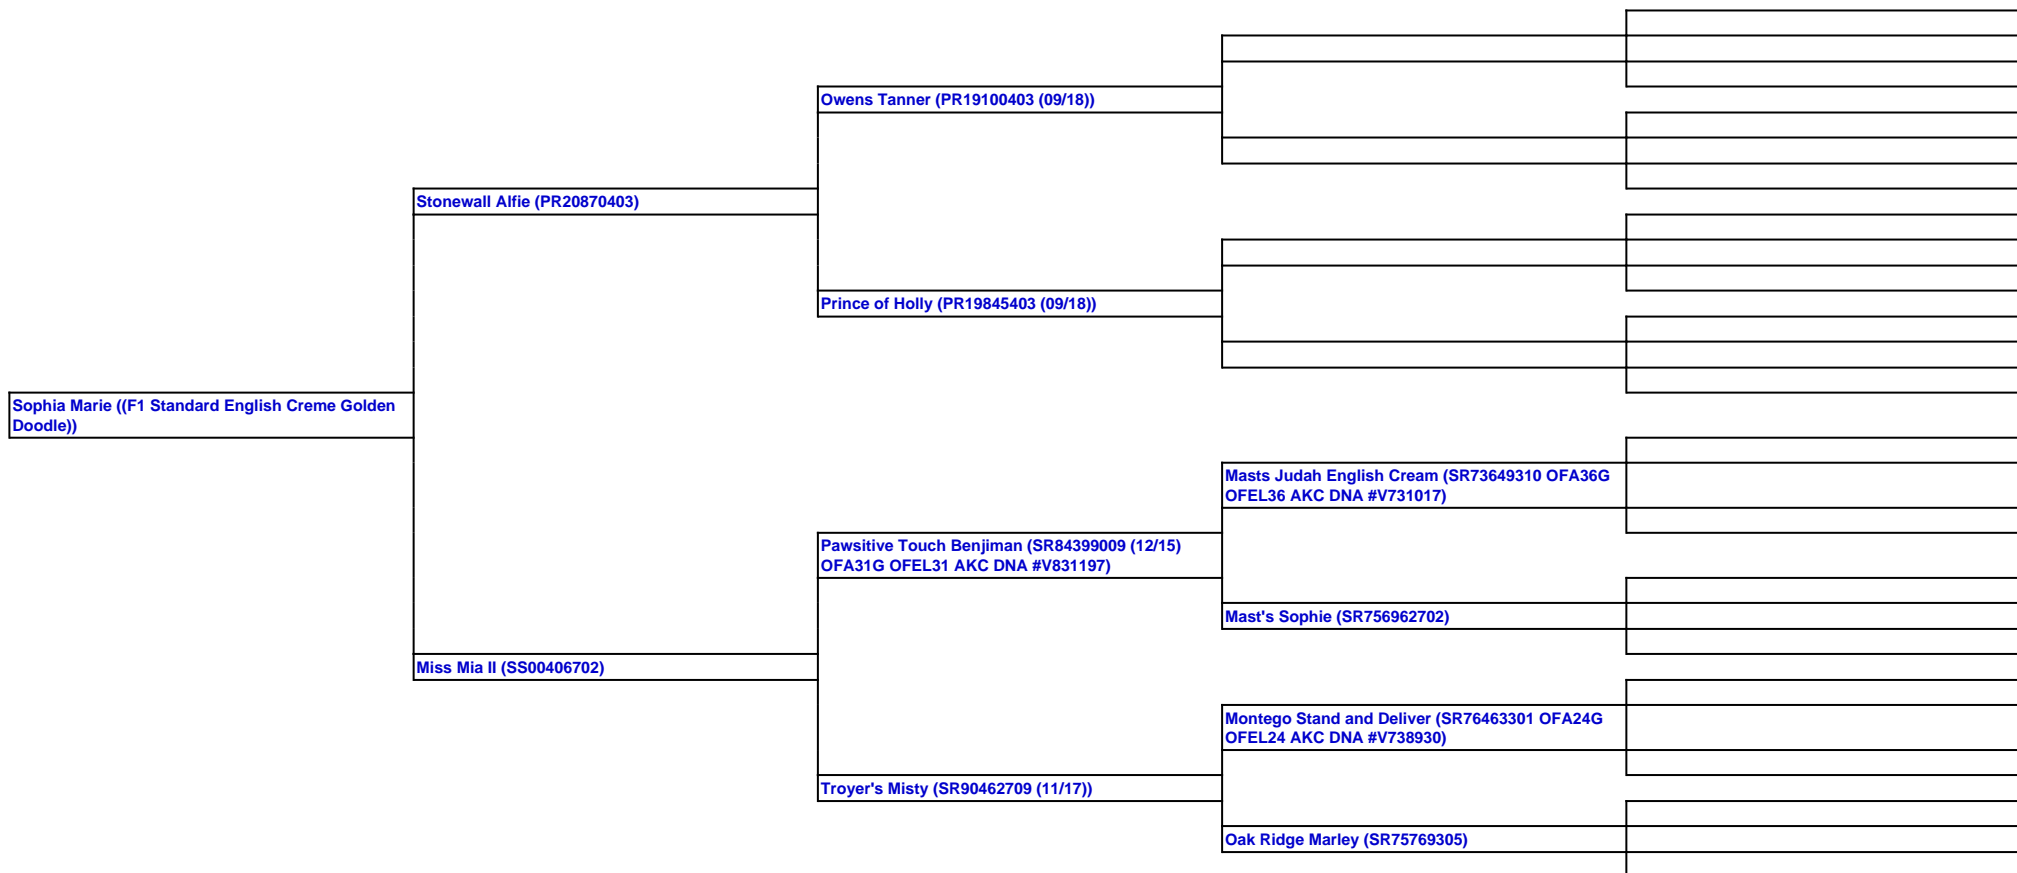 Owens Tanner (PR19100403 (09/18))
Stonewall Alfie (PR20870403)
Prince of Holly (PR19845403 (09/18))
Sophia Marie ((F1 Standard English Creme Golden
Doodle))
Masts Judah English Cream (SR73649310 OFA36G
OFEL36 AKC DNA #V731017)
Pawsitive Touch Benjiman (SR84399009 (12/15)
OFA31G OFEL31 AKC DNA #V831197)
Mast's Sophie (SR756962702)
Miss Mia II (SS00406702)
Montego Stand and Deliver (SR76463301 OFA24G
OFEL24 AKC DNA #V738930)
Troyer's Misty (SR90462709 (11/17))
Oak Ridge Marley (SR75769305)